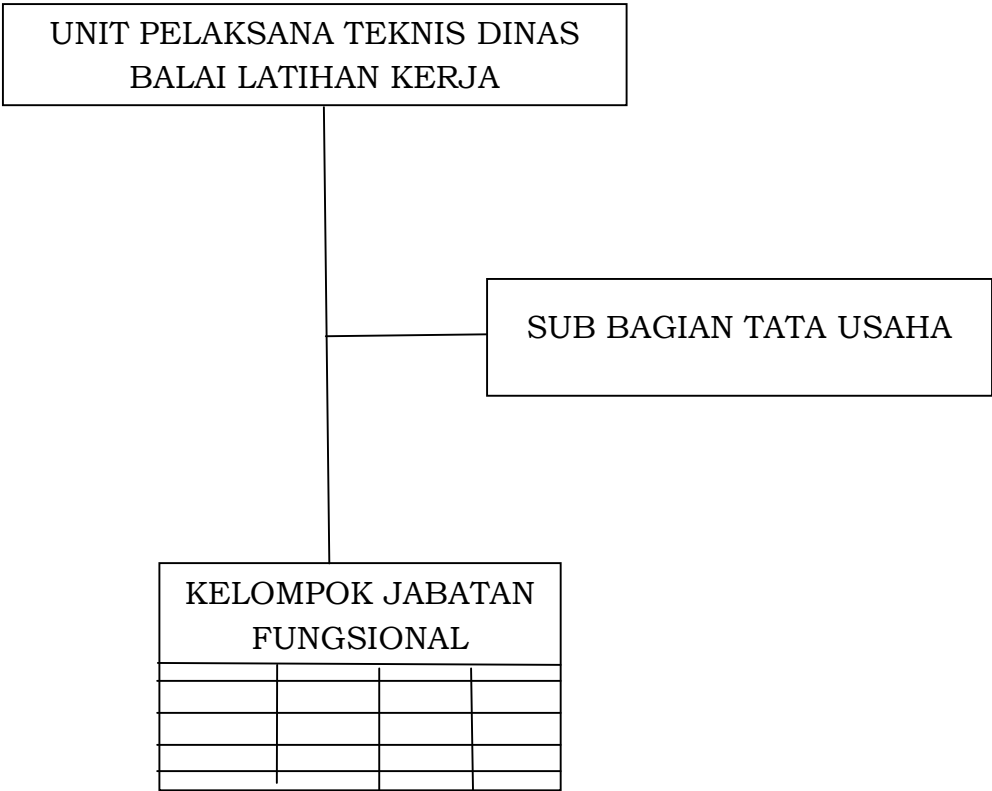 UNIT PELAKSANA TEKNIS DINAS
BALAI LATIHAN KERJA
SUB BAGIAN TATA USAHA
KELOMPOK JABATAN
FUNGSIONAL